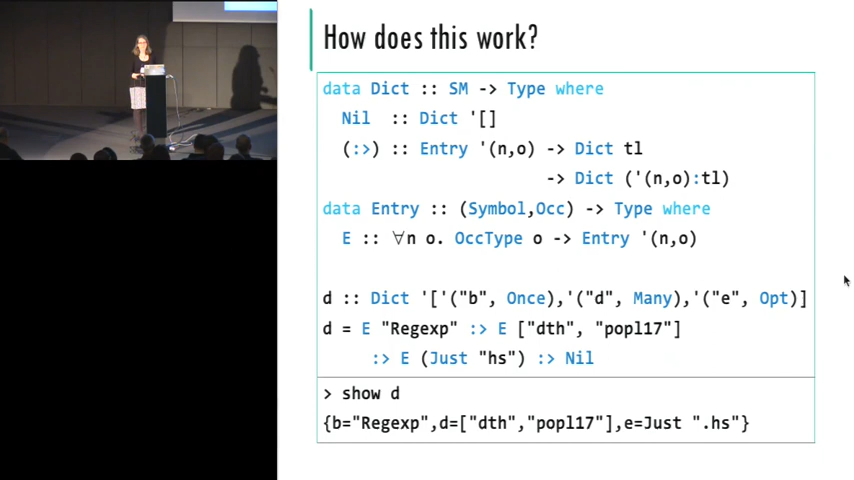 How does this work?
data Dict :: SM -> Type where
Nil :: Dict '[]
(:>) :: Entry '(n,o) -> Dict tl
-> Dict ('(n,o):tl)
data Entry :: (Symbol,Occ) -> Type where
E :: ∀n o. OccType o -> Entry '(n,o)
d :: Dict '['("b", Once),'("d", Many),'("e", Opt)]
d = E "Regexp" :> E ["dth", "popl17"]
:> E (Just "hs") :> Nil
> show d
{b="Regexp",d=["dth","popl17"],e=Just ".hs"}